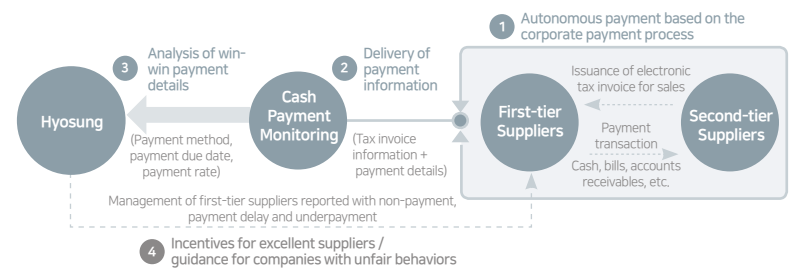 1 Autonomous payment based on the
corporate payment process
3 Analysis of win-
win payment
details
2 Delivery of
payment
information
Hyosung
(Payment method,
payment due date,
payment rate)
Cash
Payment
Monitoring
(Tax invoice
information +
payment details)
First-tier
Suppliers
Issuance of electronic
tax invoice for sales
Payment
transaction
Cash, bills, accounts
receivables, etc.
Second-tier
Suppliers
Management of first-tier suppliers reported with non-payment,
payment delay and underpayment
4 Incentives for excellent suppliers /
guidance for companies with unfair behaviors